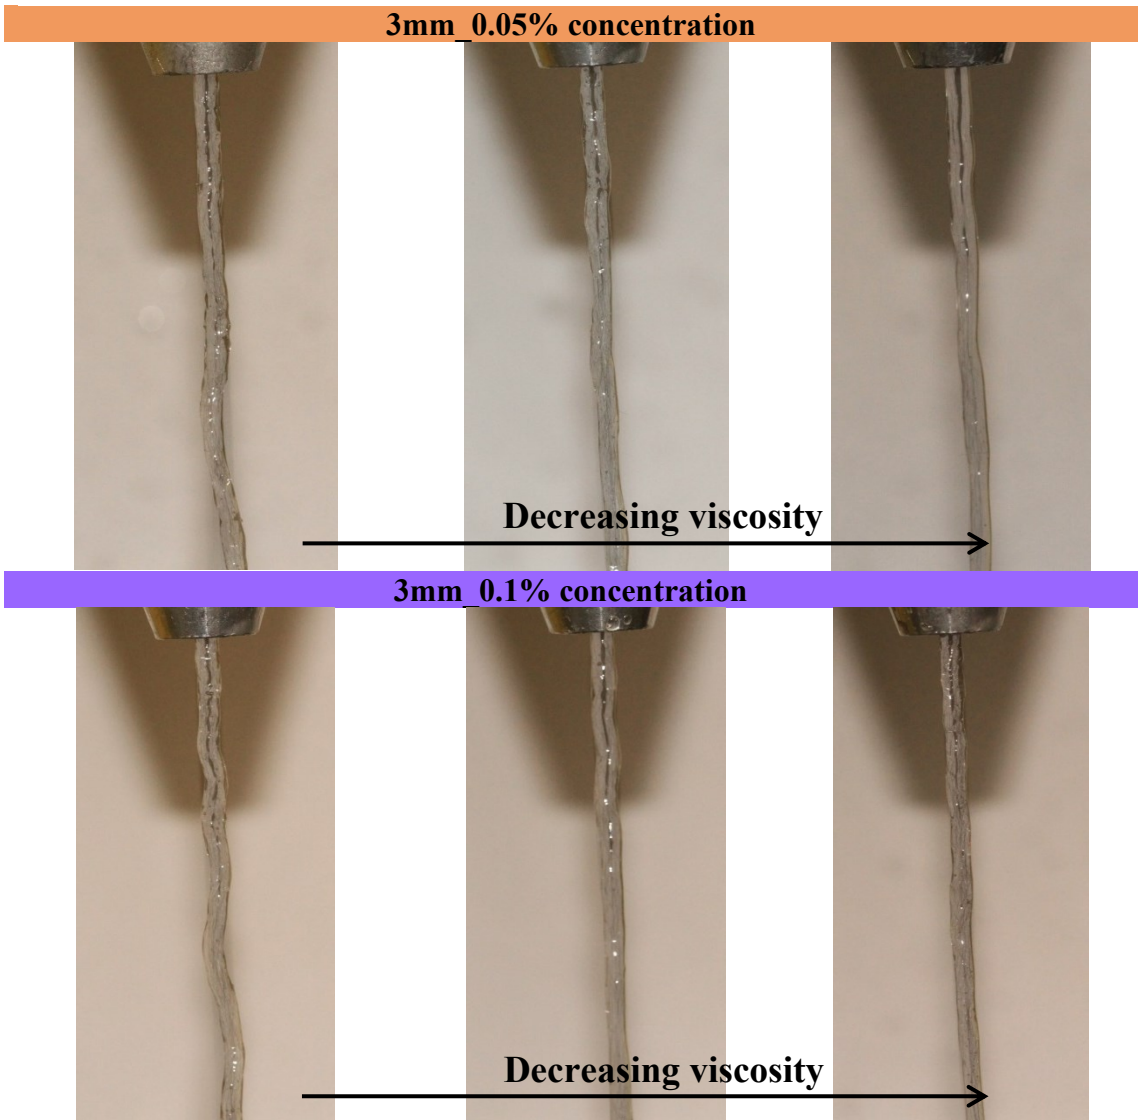 3mm_0.05% concentration
Decreasing viscosity
3mm_0.1% concentration
Decreasing viscosity